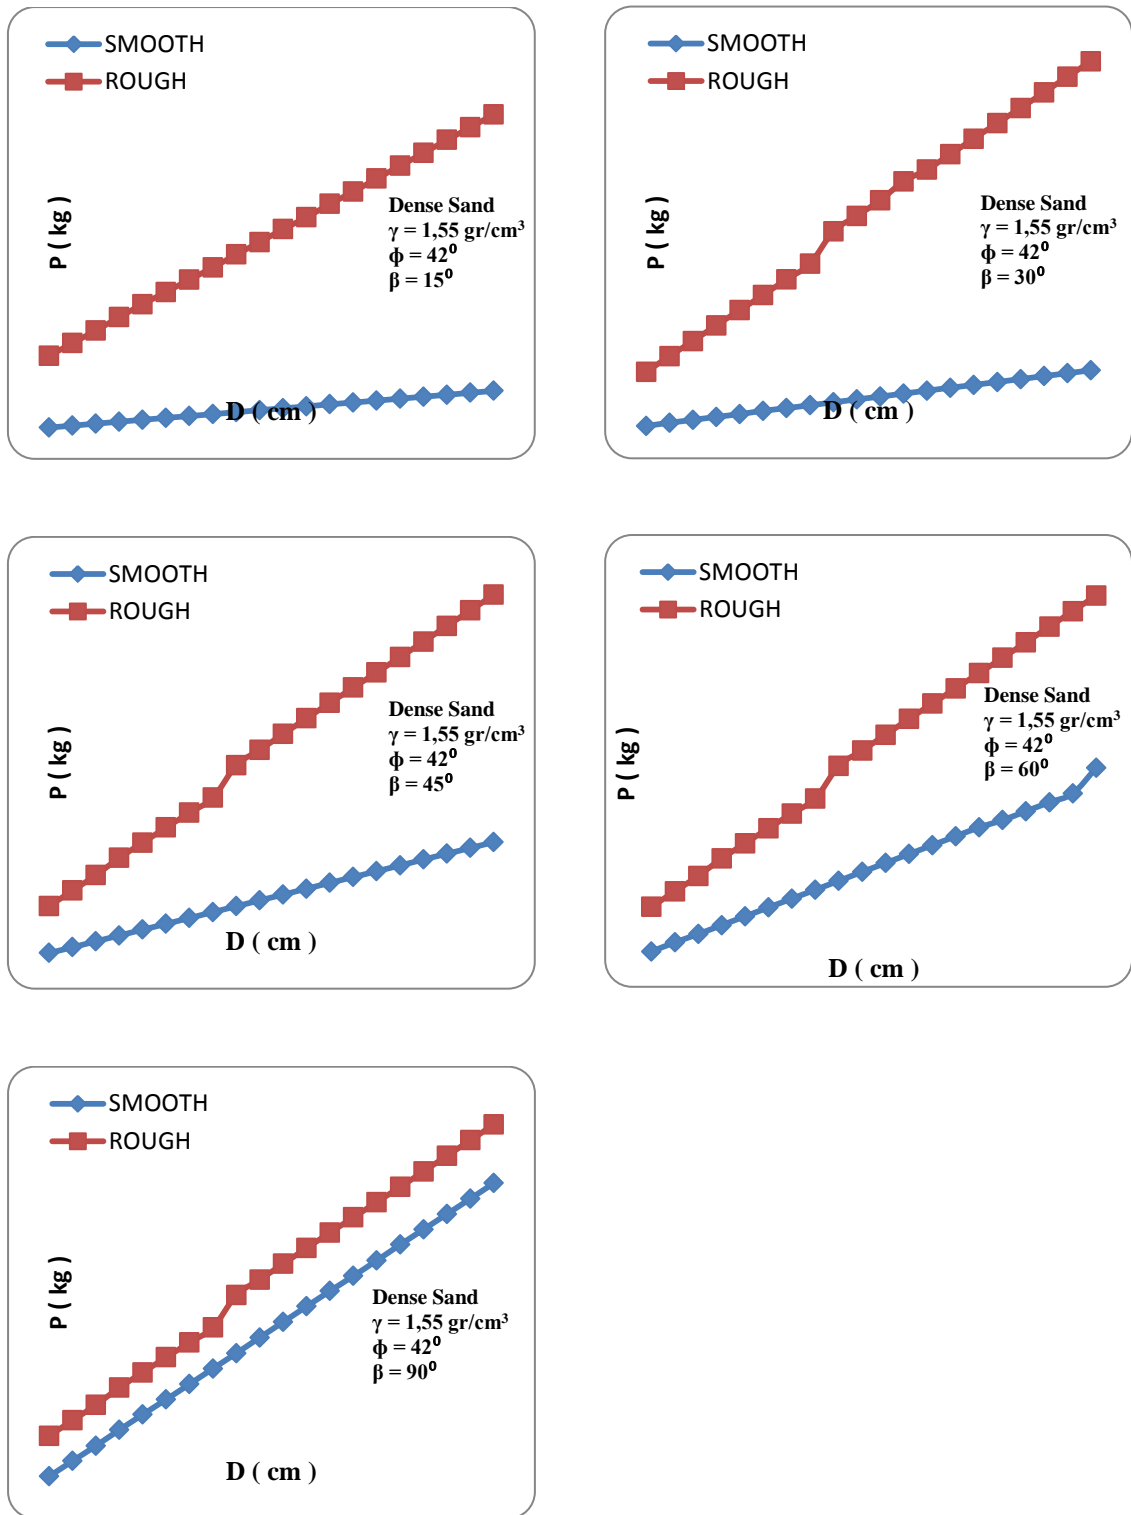 SMOOTH
ROUGH
P ( kg )
Dense Sand
γ = 1,55 gr/cm³
ϕ = 42⁰
β = 15⁰
D ( cm )
SMOOTH
ROUGH
P ( kg )
Dense Sand
γ = 1,55 gr/cm³
ϕ = 42⁰
β = 30⁰
D ( cm )
SMOOTH
ROUGH
P ( kg )
Dense Sand
γ = 1,55 gr/cm³
ϕ = 42⁰
β = 45⁰
D ( cm )
SMOOTH
ROUGH
P ( kg )
Dense Sand
γ = 1,55 gr/cm³
ϕ = 42⁰
β = 60⁰
D ( cm )
SMOOTH
ROUGH
P ( kg )
Dense Sand
γ = 1,55 gr/cm³
ϕ = 42⁰
β = 90⁰
D ( cm )